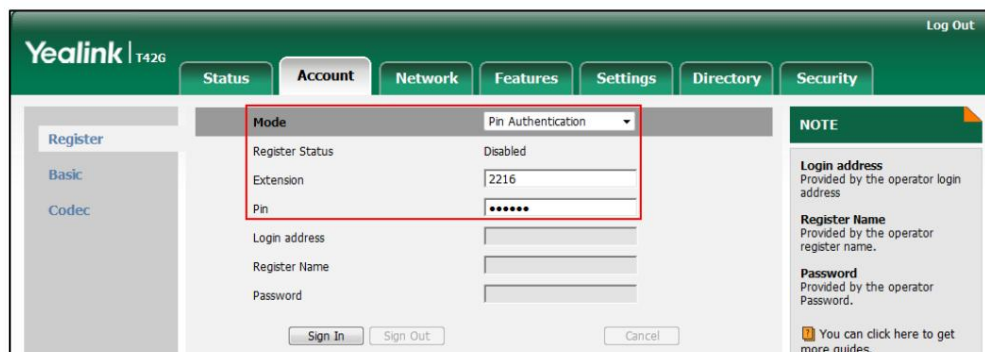 Log Out
Yealink | T42G
Status Account Network Features Settings Directory Security
Register
Basic
Codec
Mode Pin Authentication
Register Status Disabled
Extension 2216
Pin ••••••
Login address
Register Name
Password
Sign In Sign Out Cancel
NOTE
Login address
Provided by the operator login
address
Register Name
Provided by the operator
register name.
Password
Provided by the operator
Password.
You can click here to get
more guides.